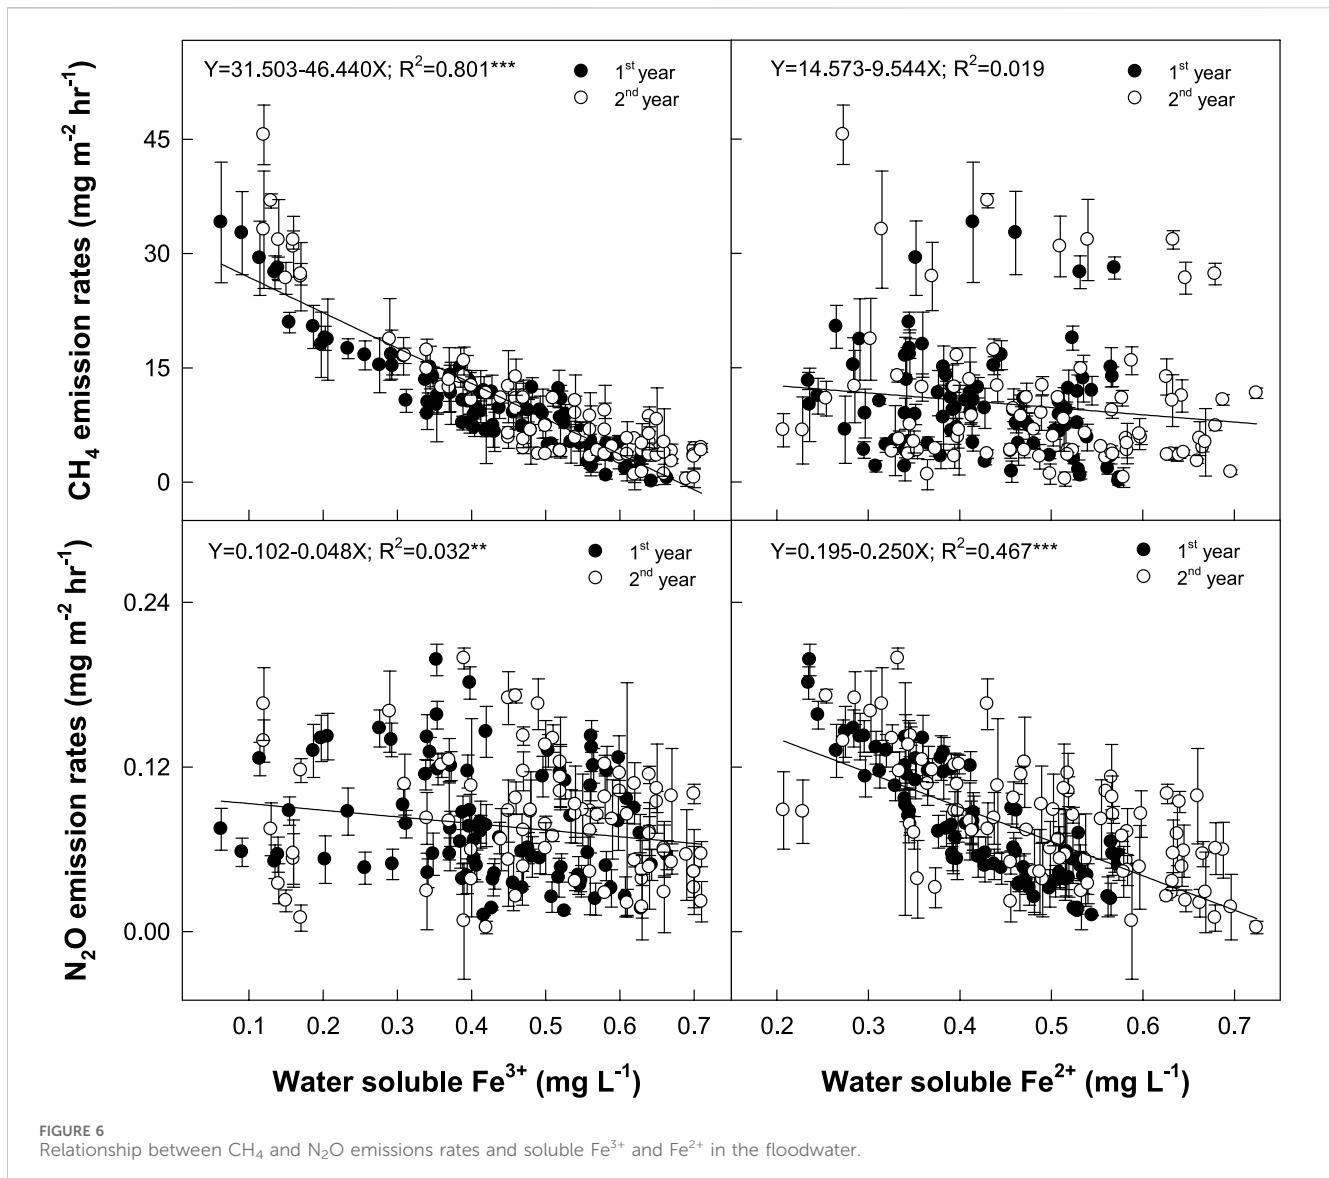 Y=31.503-46.440X; R²=0.801***
1st year
2nd year
Y=14.573-9.544X; R²=0.019
1st year
2nd year
CH₄ emission rates (mg m⁻² hr⁻¹)
45
30
15
0
Y=0.102-0.048X; R²=0.032**
1st year
2nd year
Y=0.195-0.250X; R²=0.467***
1st year
2nd year
N₂O emission rates (mg m⁻² hr⁻¹)
0.24
0.12
0.00
0.1 0.2 0.3 0.4 0.5 0.6 0.7
0.2 0.3 0.4 0.5 0.6 0.7
Water soluble Fe³⁺ (mg L⁻¹)
Water soluble Fe²⁺ (mg L⁻¹)
FIGURE 6
Relationship between CH₄ and N₂O emissions rates and soluble Fe³⁺ and Fe²⁺ in the floodwater.